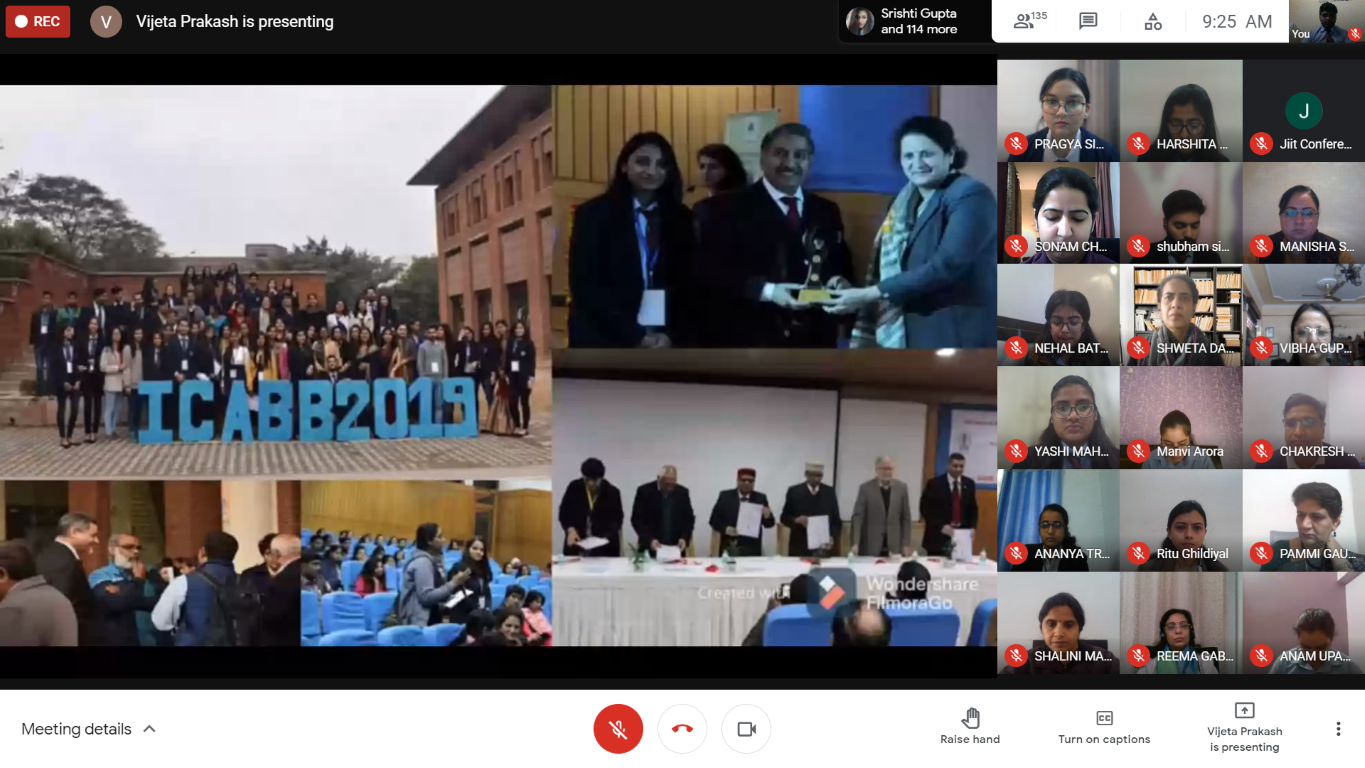 REC
V
Vijeta Prakash is presenting
Srishti Gupta
and 114 more
135
9:25 AM
You
PRAGYA SI...
HARSHITA ...
J
Jiit Confere...
SONAM CH...
shubham si...
MANISHA S...
NEHAL BAT...
SHWETA DA...
VIBHA GUP...
YASHI MAH...
Manvi Arora
CHAKRESH ...
ANANYA TR...
Ritu Ghildiyal
PAMMI GAU...
SHALINI MA...
REEMA GAB...
ANAM UPA...
ICABB2019
Created with
Wondershare
FilmoraGo
Meeting details
Raise hand
CC
Turn on captions
Vijeta Prakash
is presenting